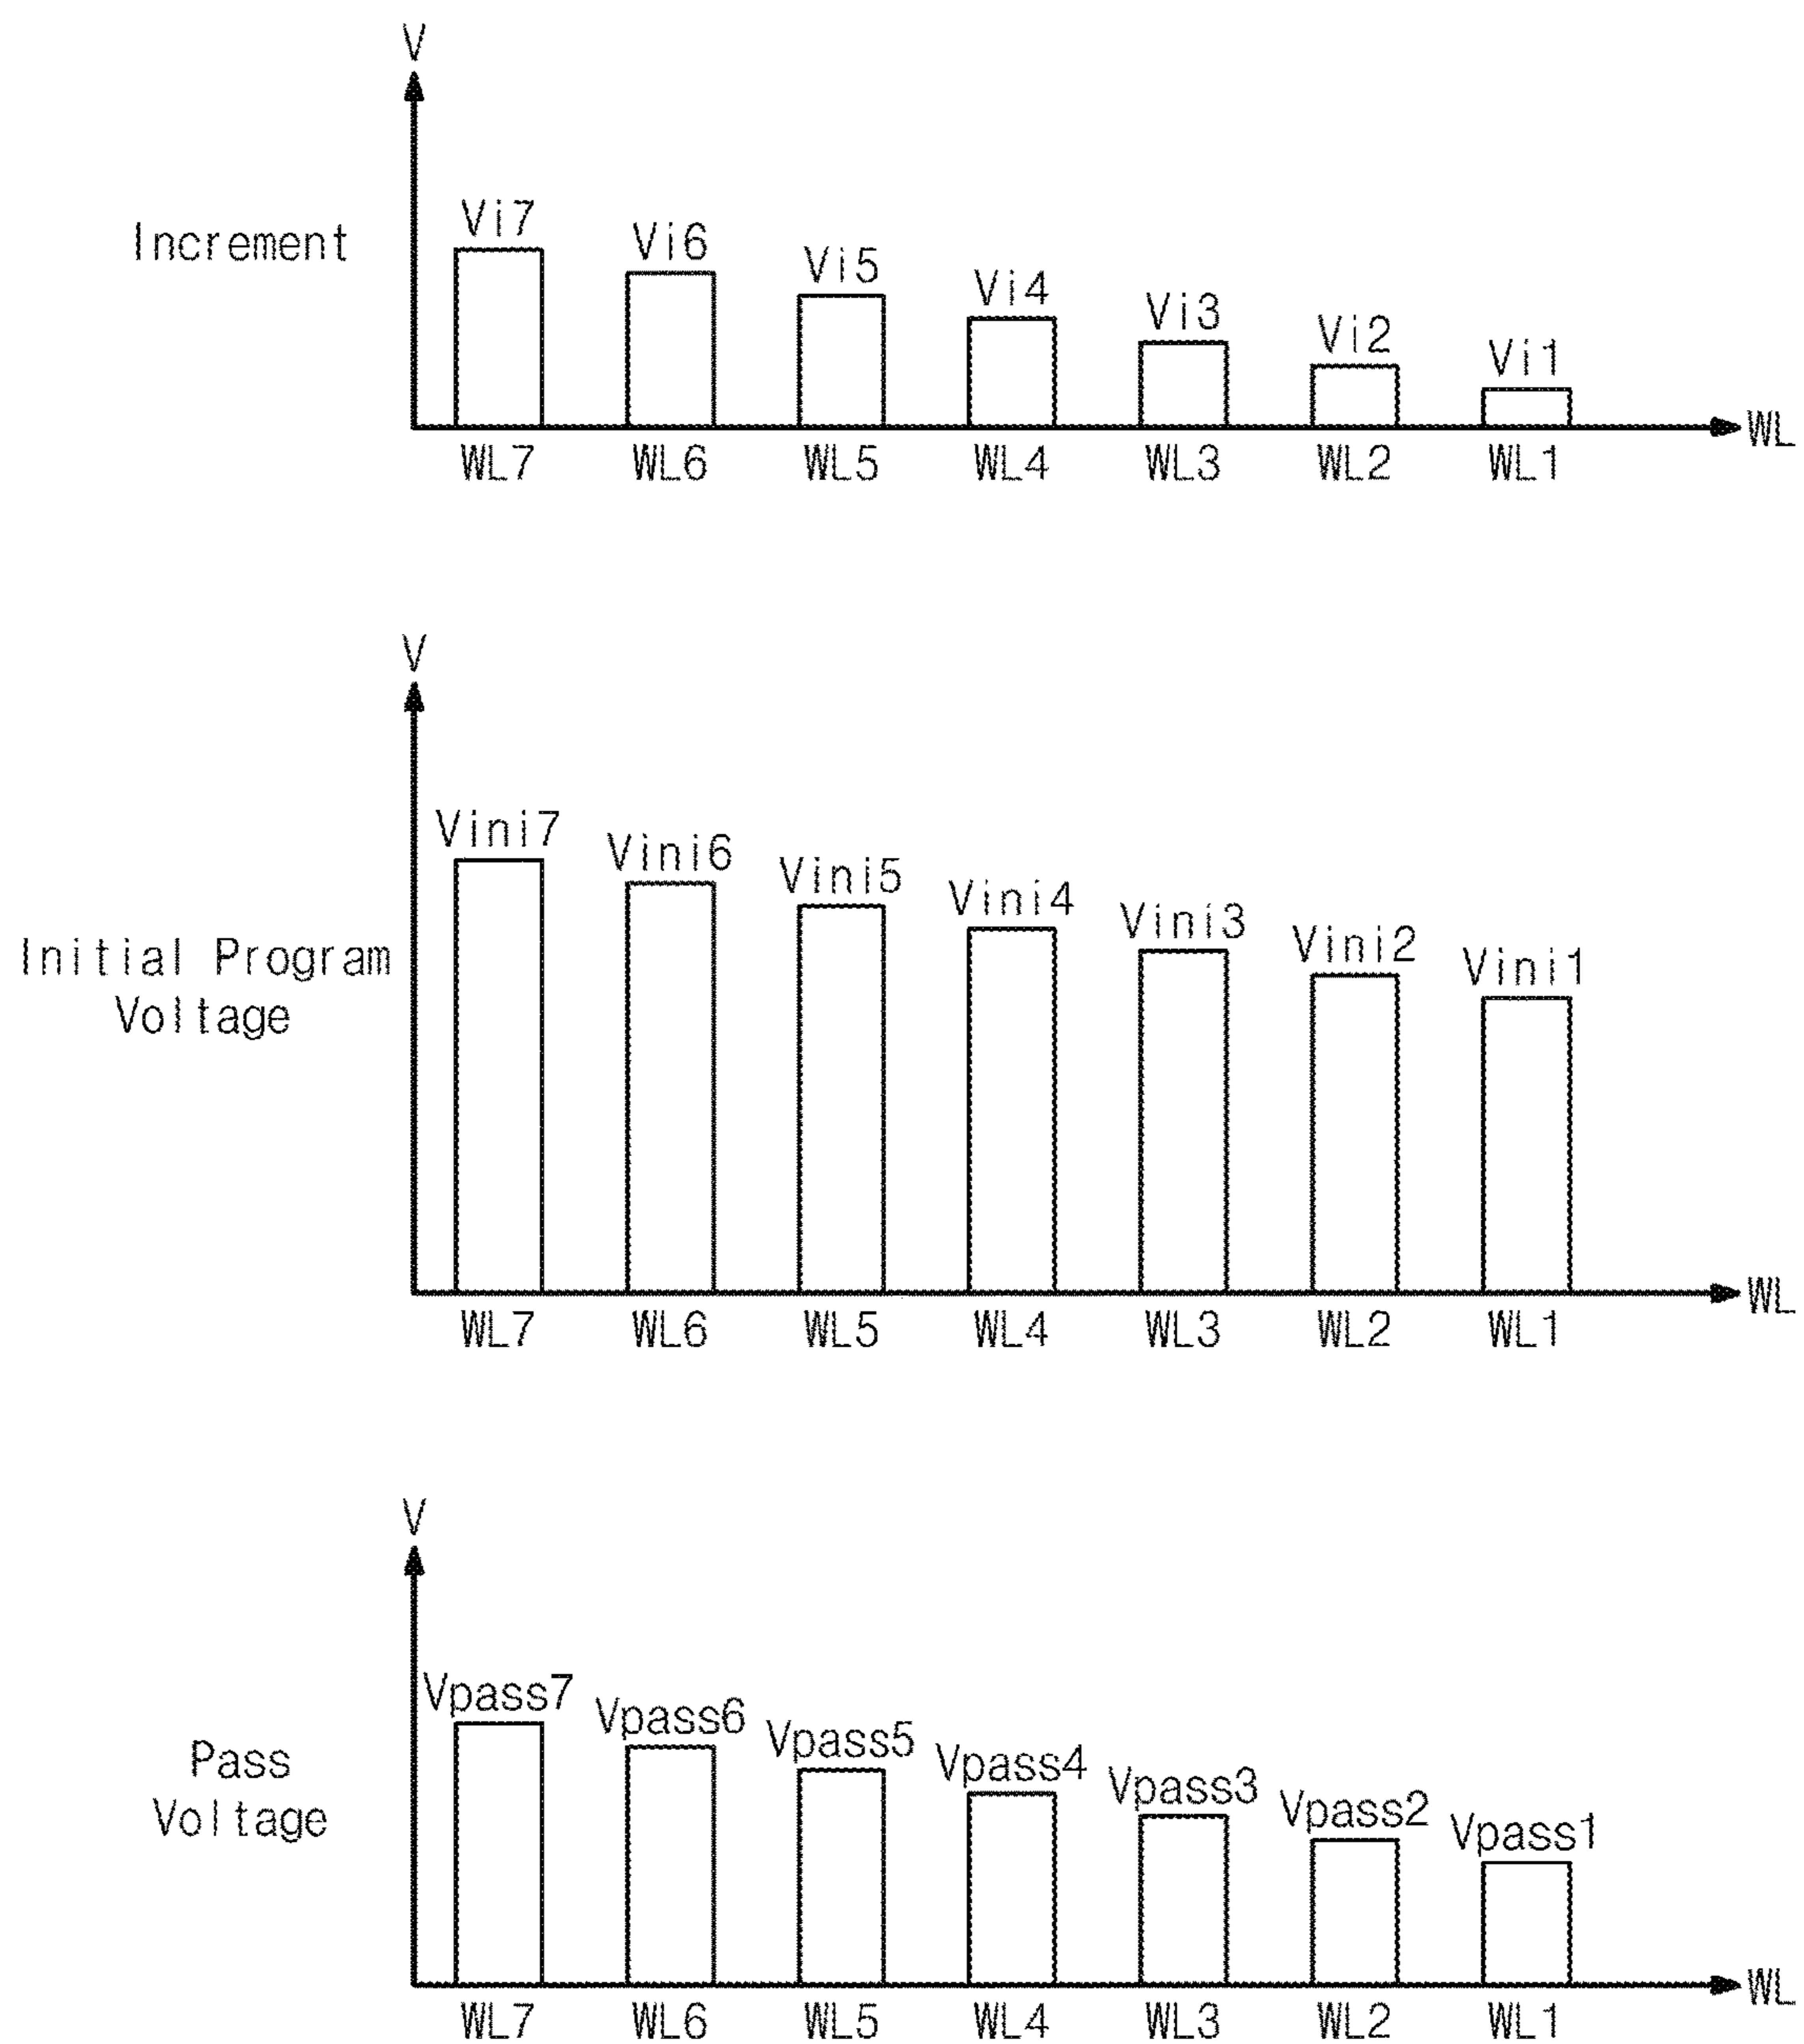 V
Increment
Vi7 Vi6 Vi5 Vi4 Vi3 Vi2 Vi1
WL7 WL6 WL5 WL4 WL3 WL2 WL1 WL
V
Initial Program
Voltage
Vini7 Vini6 Vini5 Vini4 Vini3 Vini2 Vini1
WL7 WL6 WL5 WL4 WL3 WL2 WL1 WL
V
Pass
Voltage
Vpass7 Vpass6 Vpass5 Vpass4 Vpass3 Vpass2 Vpass1
WL7 WL6 WL5 WL4 WL3 WL2 WL1 WL